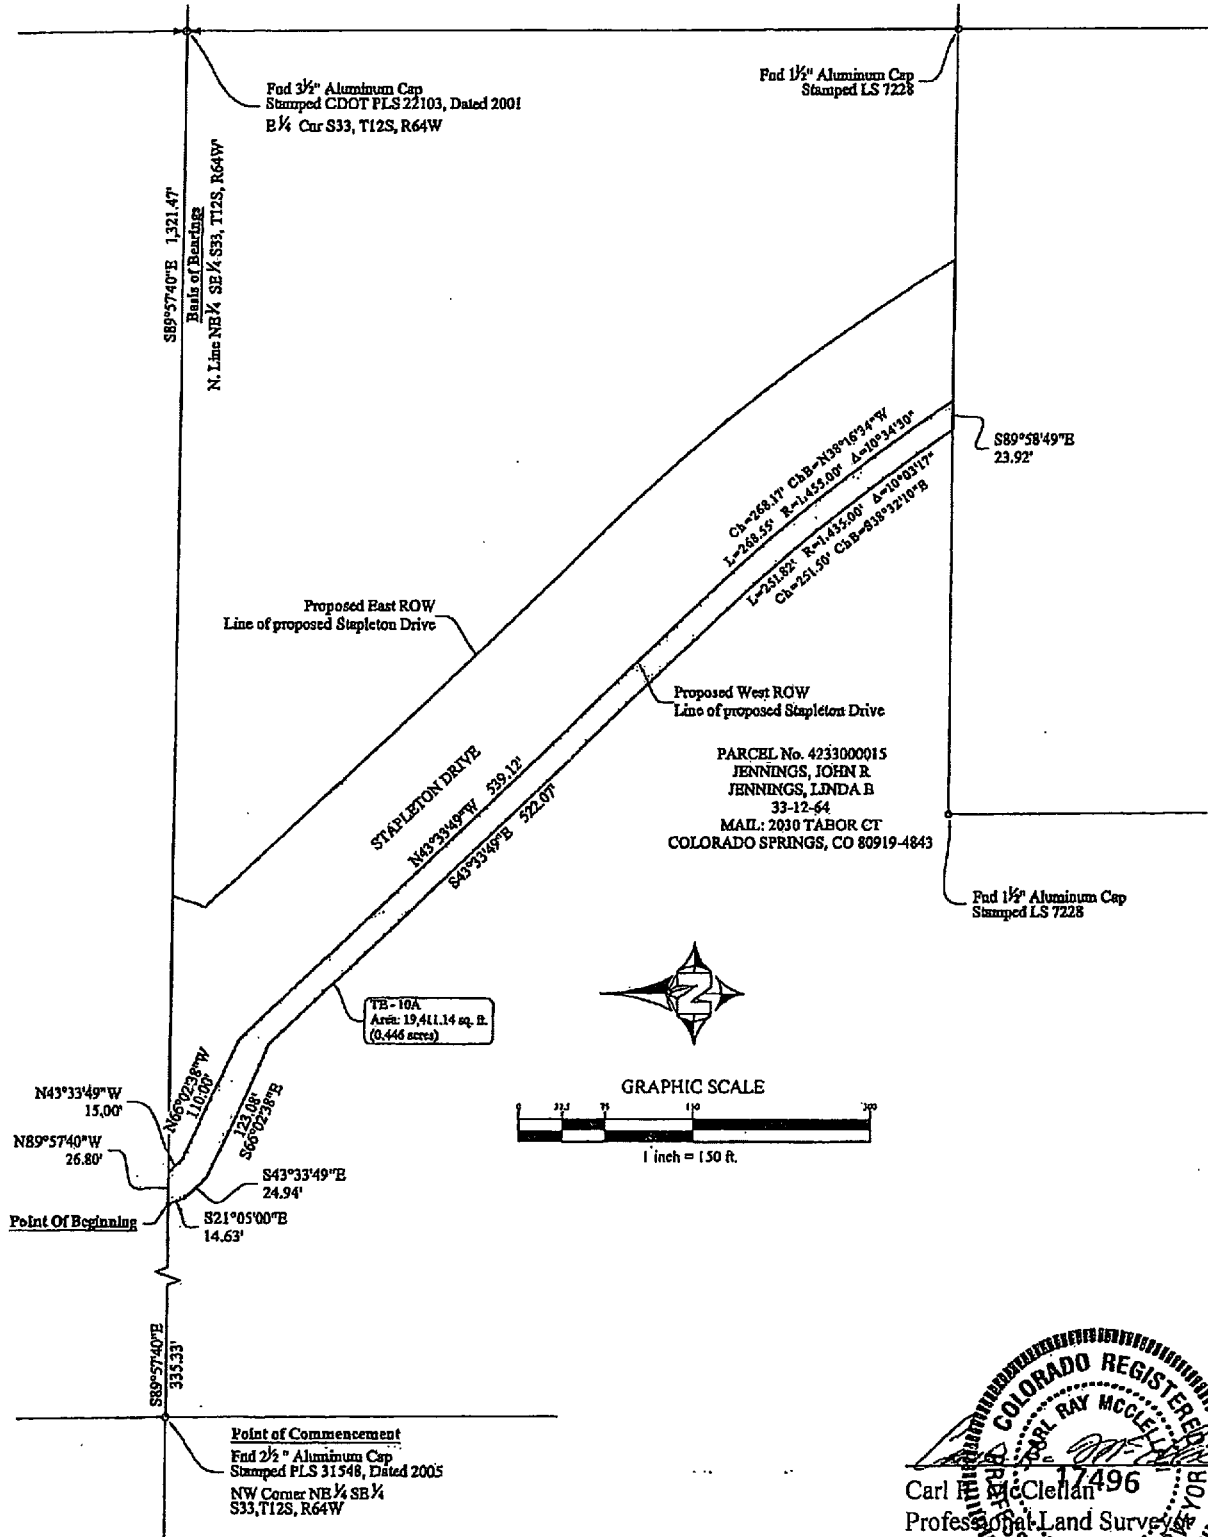 Fnd 3½" Aluminum Cap
Stamped CDOT PLS 22103, Dated 2001
E¼ Cnr S33, T12S, R64W
Fnd 1½" Aluminum Cap
Stamped LS 7228
S89°57'40"E 1,321.47'
Basis of Bearings
N. Line NE¼ SE¼ S33, T12S, R64W
S89°58'49"E
23.92'
Ch=268.17' ChB=N38°16'34"W
L=268.55' R=1,455.00' Δ=10°34'30"
L=251.82' R=1,435.00' Δ=10°03'17"
Ch=251.50' ChB=S38°32'10"E
Proposed East ROW
Line of proposed Stapleton Drive
Proposed West ROW
Line of proposed Stapleton Drive
STAPLETON DRIVE
N43°33'49"W 539.12'
S43°33'49"E 522.07'
PARCEL No. 4233000015
JENNINGS, JOHN R
JENNINGS, LINDA B
33-12-64
MAIL: 2030 TABOR CT
COLORADO SPRINGS, CO 80919-4843
Fnd 1½" Aluminum Cap
Stamped LS 7228
TE - 10A
Area: 19,411.14 sq. ft.
(0.446 acres)
N
N66°02'38"W
110.00'
123.08'
S66°02'38"E
N43°33'49"W
15.00'
N89°57'40"W
26.80'
S43°33'49"E
24.94'
Point Of Beginning
S21°05'00"E
14.63'
GRAPHIC SCALE
0 75 300
1 inch = 150 ft.
S89°57'40"E
335.33'
Point of Commencement
Fnd 2½" Aluminum Cap
Stamped PLS 31548, Dated 2005
NW Corner NE¼ SE¼
S33,T12S, R64W
COLORADO REGISTERED
CARL RAY MCCLELLAN
17496
Carl McClellan
Professional Land Surveyor